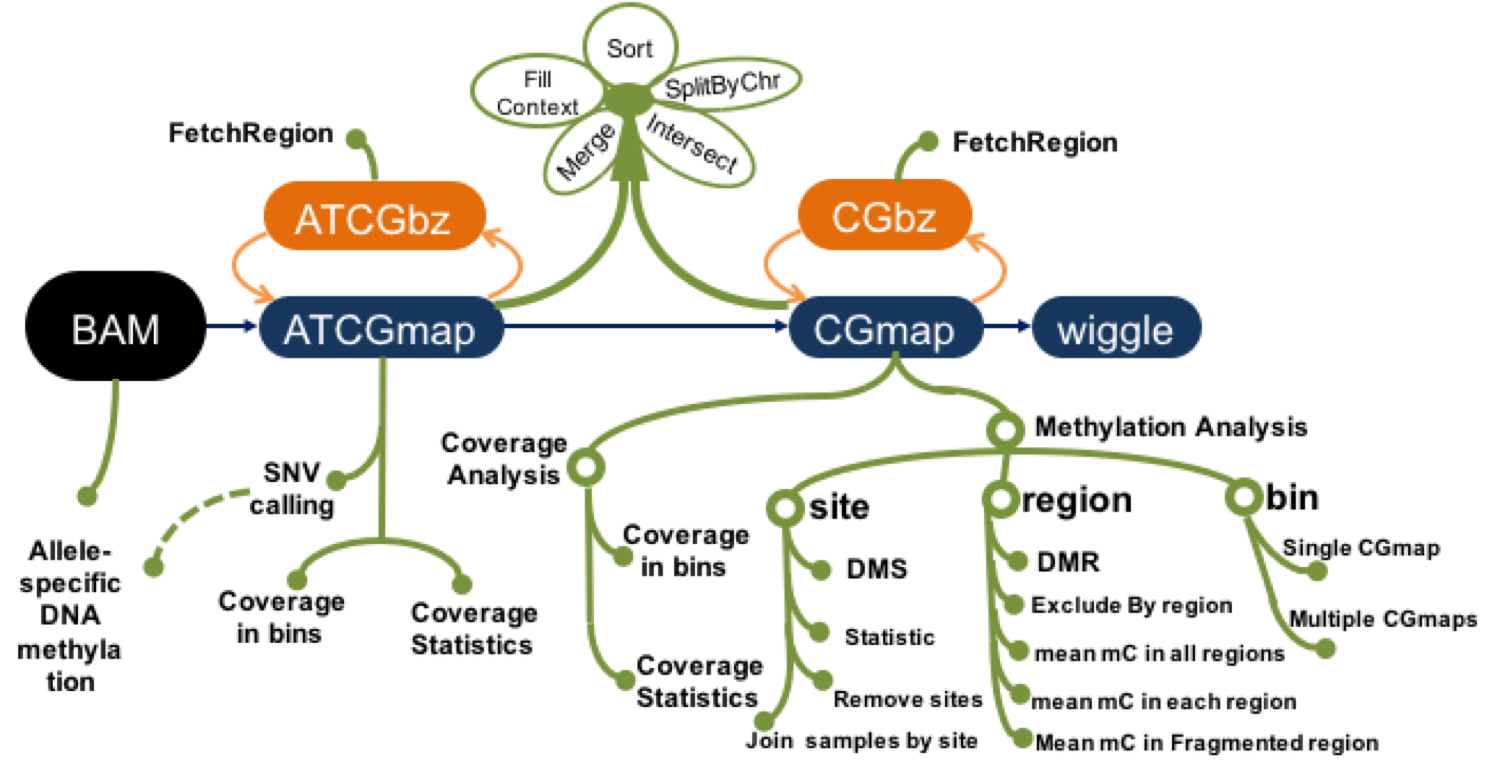 Sort
Fill
Context
SplitByChr
Merge
Intersect
FetchRegion
FetchRegion
ATCGbz
CGbz
BAM
ATCGmap
CGmap
wiggle
Coverage
Analysis
Methylation Analysis
SNV
calling
site
region
bin
Allele-
specific
DNA
methyla
tion
Coverage
in bins
Coverage
Statistics
Coverage
in bins
Coverage
Statistics
DMS
Statistic
Remove sites
Join samples by site
DMR
Exclude By region
mean mC in all regions
mean mC in each region
Mean mC in Fragmented region
Single CGmap
Multiple CGmaps